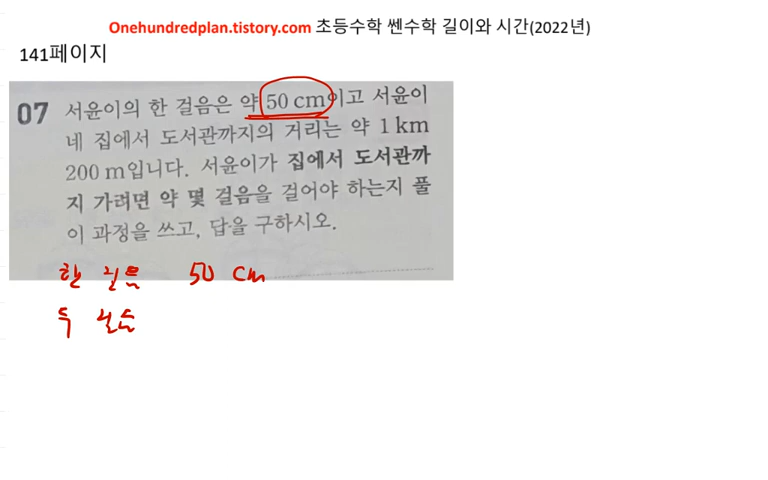 Onehundredplan.tistory.com 초등수학 쎈수학 길이와 시간(2022년)
141페이지
07 서윤이의 한 걸음은 약 50 cm이고 서윤이
네 집에서 도서관까지의 거리는 약 1 km
200 m입니다. 서윤이가 집에서 도서관까
지 가려면 약 몇 걸음을 걸어야 하는지 풀
이 과정을 쓰고, 답을 구하시오.
한 걸음 50 cm
두 걸음